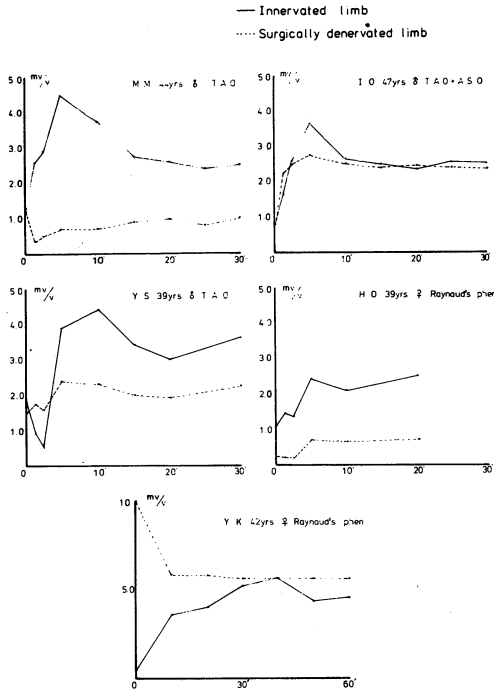 Innervated limb
Surgically denervated limb
M M 44yrs ♂ T A O
mv/v
5 0
4.0
3.0
2.0
1.0
0 10' 20' 30'
I O 47yrs ♂ T A O + A S O
mv/v
5.0
4.0
3.0
2.0
1.0
0 10' 20' 30'
Y S 39yrs ♂ T A O
mv/v
5.0
4.0
3 0
2 0
1.0
0 10' 20' 30'
H O 39yrs ♀ Raynaud's phen
5 0
4 0
3 0
2 0
1 0
0 10' 20' 30'
Y K 42yrs ♀ Raynaud's phen
mv/v
10
5.0
0 30' 60'